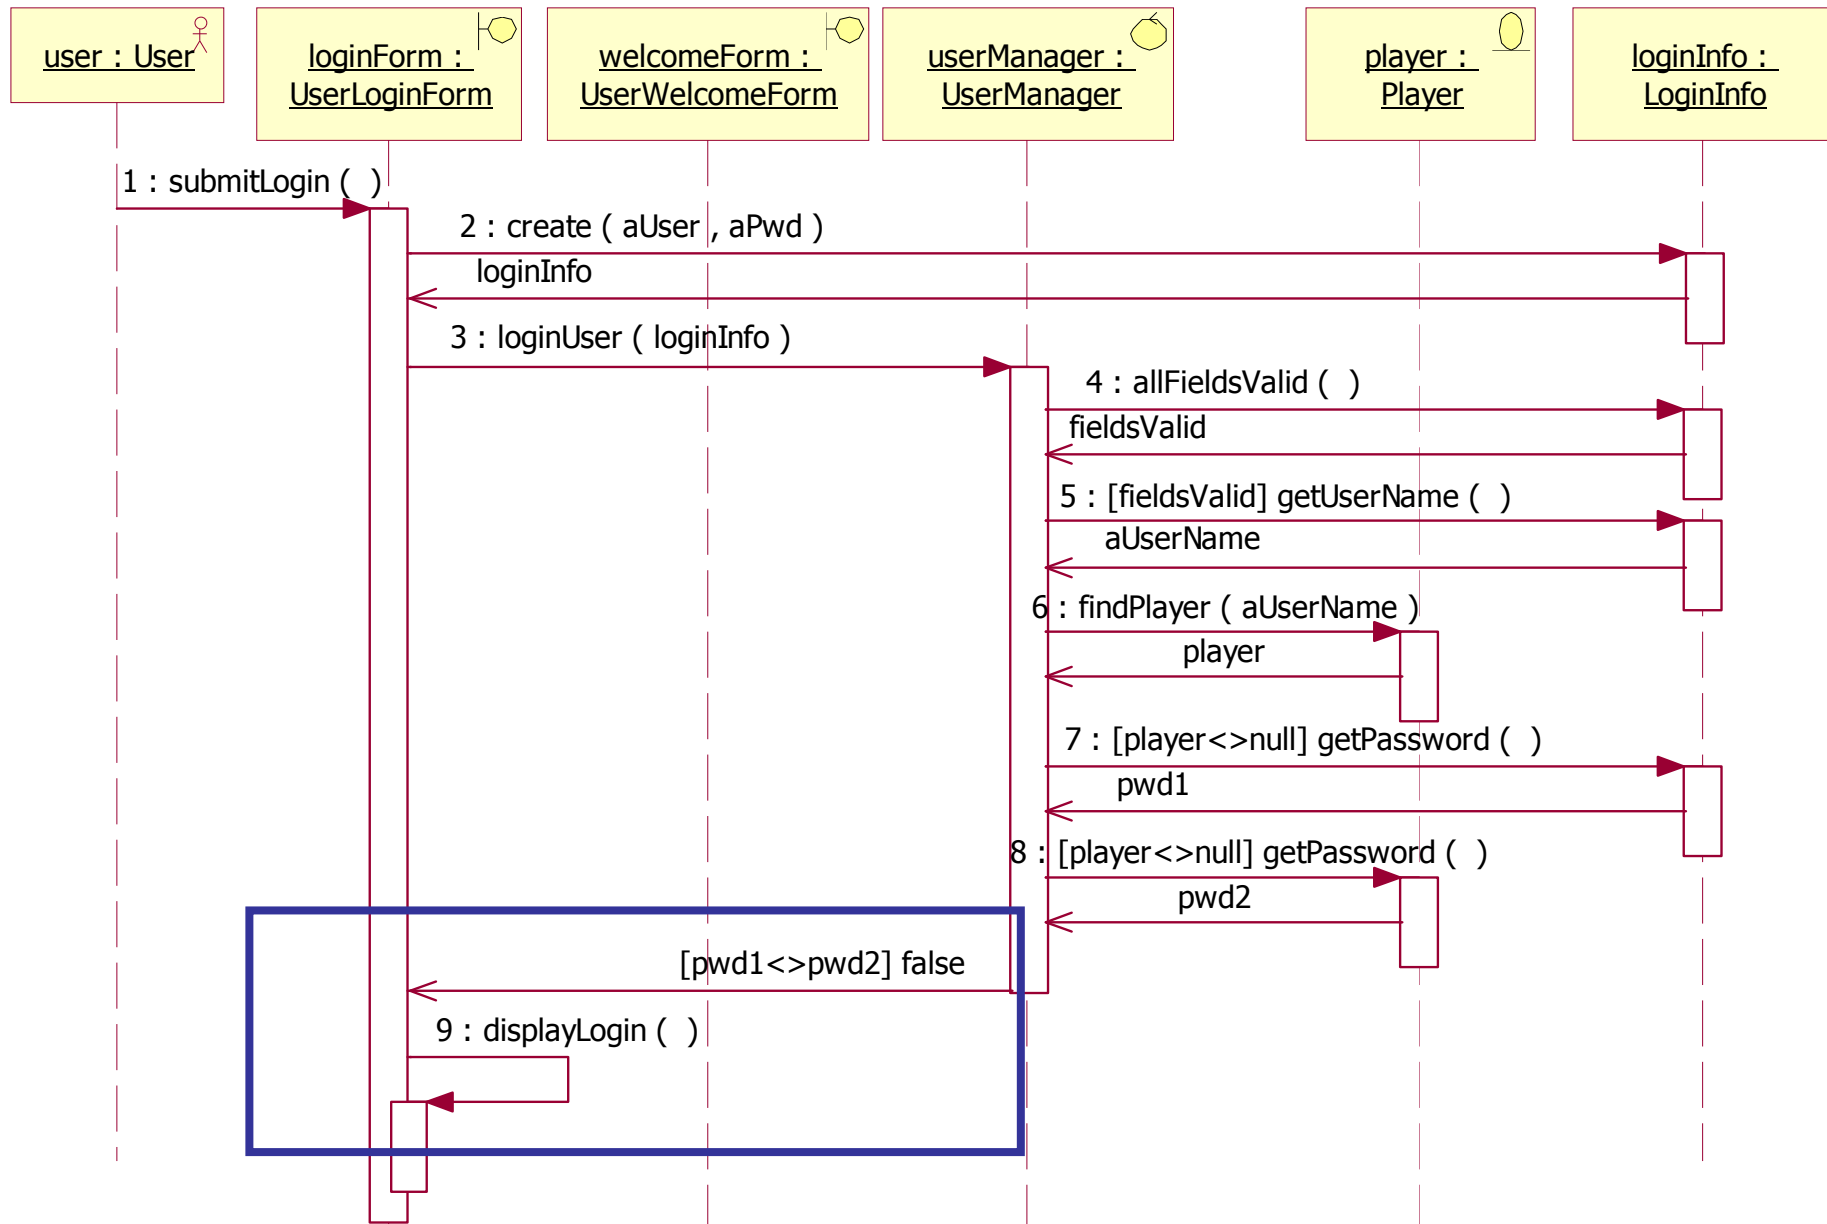 user : User
loginForm :
UserLoginForm
welcomeForm :
UserWelcomeForm
userManager :
UserManager
player :
Player
loginInfo :
LoginInfo
1 : submitLogin (  )
2 : create ( aUser , aPwd )
loginInfo
3 : loginUser ( loginInfo )
4 : allFieldsValid (  )
fieldsValid
5 : [fieldsValid] getUserName (  )
aUserName
6 : findPlayer ( aUserName )
player
7 : [player<>null] getPassword (  )
pwd1
8 : [player<>null] getPassword (  )
pwd2
[pwd1<>pwd2] false
9 : displayLogin (  )